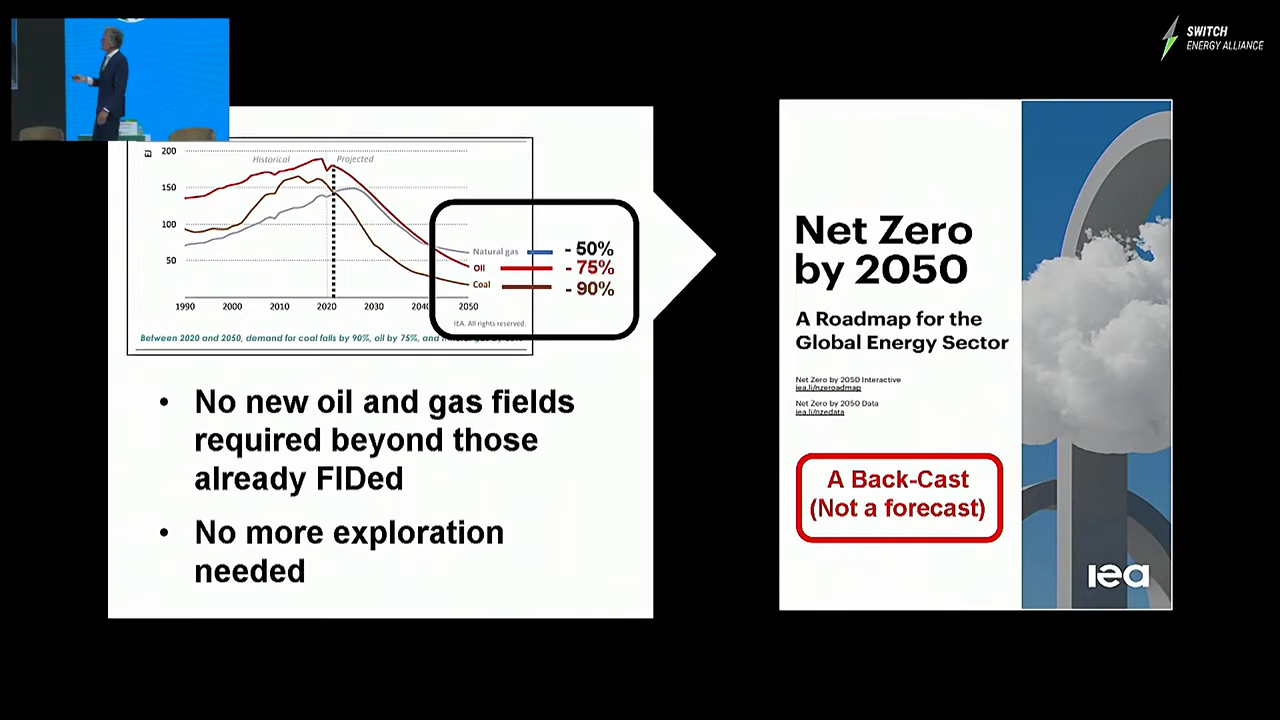 SWITCH
ENERGY ALLIANCE
EJ
200
150
100
50
Historical
Projected
1990 2000 2010 2020 2030 2040 2050
Natural gas - 50%
Oil - 75%
Coal - 90%
IEA. All rights reserved.
Between 2020 and 2050, demand for coal falls by 90%, oil by 75%, and
• No new oil and gas fields
required beyond those
already FIDed
• No more exploration
needed
Net Zero
by 2050
A Roadmap for the
Global Energy Sector
Net Zero by 2050 Interactive
iea.li/nzeroadmap
Net Zero by 2050 Data
iea.li/nzedata
A Back-Cast
(Not a forecast)
iea